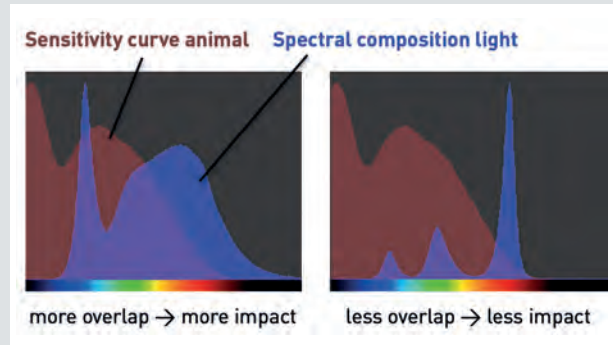 Sensitivity curve animal
Spectral composition light
more overlap → more impact
less overlap → less impact